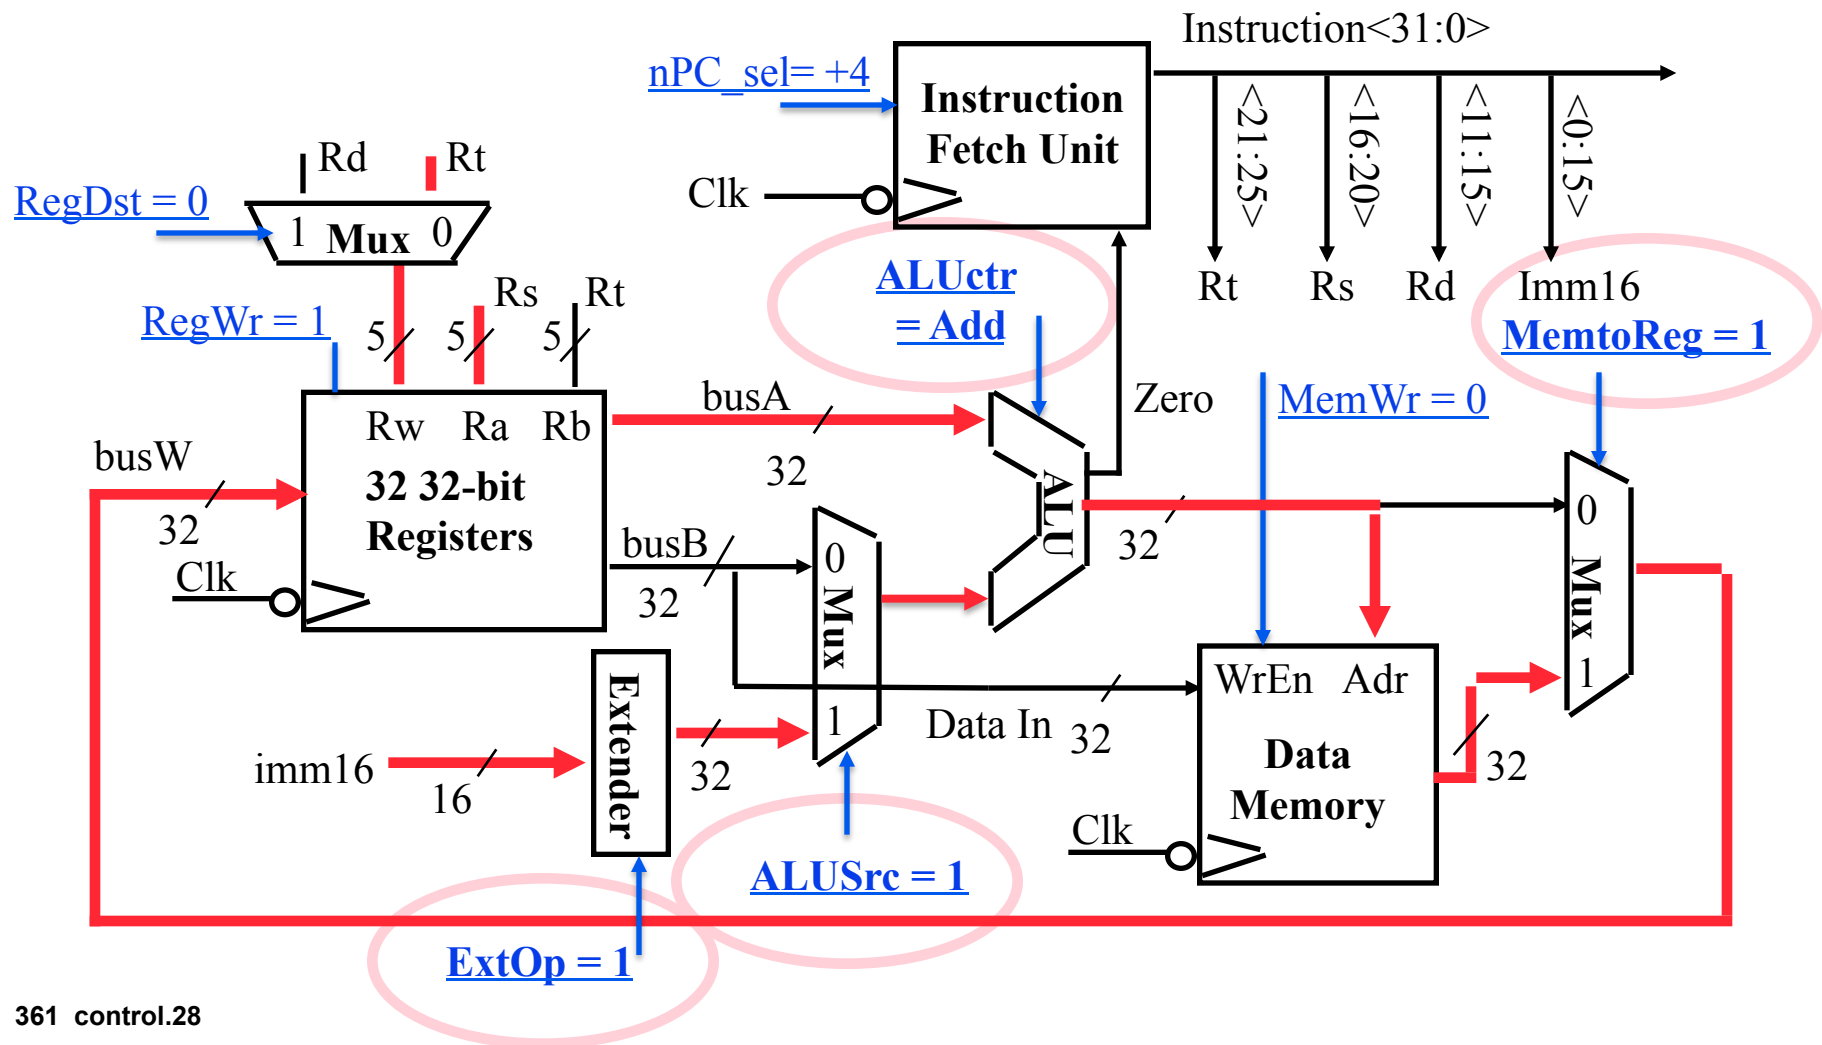 Instruction<31:0>
nPC_sel= +4
Instruction
Fetch Unit
Clk
<21:25>
<16:20>
<11:15>
<0:15>
Rt
Rs
Rd
Imm16
Rd
Rt
RegDst = 0
1
Mux
0
ALUctr
= Add
MemtoReg = 1
RegWr = 1
5
5
5
Rs
Rt
busA
32
Zero
MemWr = 0
Rw
Ra
Rb
busW
32
32 32-bit
Registers
Clk
busB
32
0
Mux
1
ALU
32
0
Mux
1
WrEn
Adr
Data In
32
Data
Memory
32
Clk
imm16
16
Extender
32
ALUSrc = 1
ExtOp = 1
361 control.28